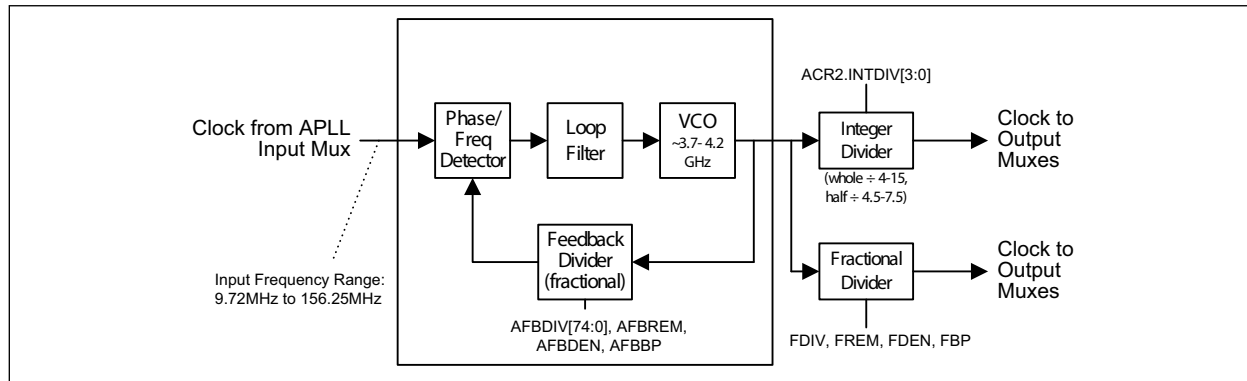 ACR2.INTDIV[3:0]
Clock from APLL
Input Mux
Phase/
Freq
Detector
Loop
Filter
VCO
~3.7- 4.2
GHz
Integer
Divider
(whole ÷ 4-15,
half ÷ 4.5-7.5)
Clock to
Output
Muxes
Feedback
Divider
(fractional)
Fractional
Divider
Clock to
Output
Muxes
Input Frequency Range:
9.72MHz to 156.25MHz
AFBDIV[74:0], AFBREM,
AFBDEN, AFBBP
FDIV, FREM, FDEN, FBP